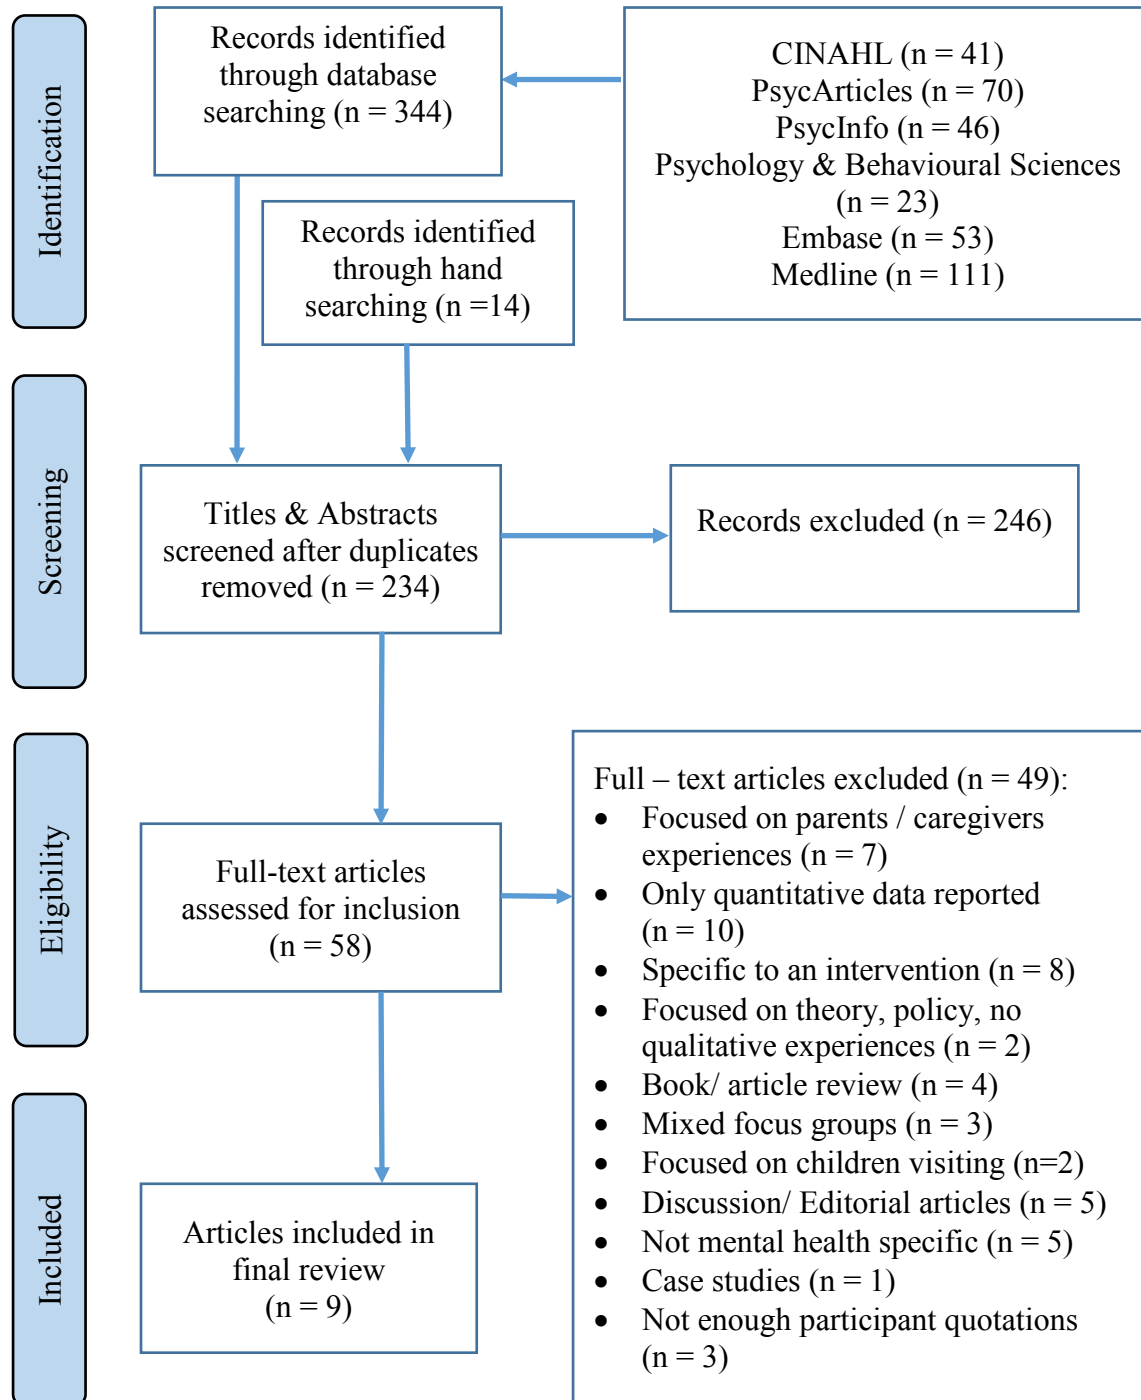 Identification
Records identified
through database
searching (n = 344)
CINAHL (n = 41)
PsycArticles (n = 70)
PsycInfo (n = 46)
Psychology & Behavioural Sciences
(n = 23)
Embase (n = 53)
Medline (n = 111)
Records identified
through hand
searching (n =14)
Screening
Titles & Abstracts
screened after duplicates
removed (n = 234)
Records excluded (n = 246)
Eligibility
Full-text articles
assessed for inclusion
(n = 58)
Full – text articles excluded (n = 49):
• Focused on parents / caregivers
experiences (n = 7)
• Only quantitative data reported
(n = 10)
• Specific to an intervention (n = 8)
• Focused on theory, policy, no
qualitative experiences (n = 2)
• Book/ article review (n = 4)
• Mixed focus groups (n = 3)
• Focused on children visiting (n=2)
• Discussion/ Editorial articles (n = 5)
• Not mental health specific (n = 5)
• Case studies (n = 1)
• Not enough participant quotations
(n = 3)
Included
Articles included in
final review
(n = 9)